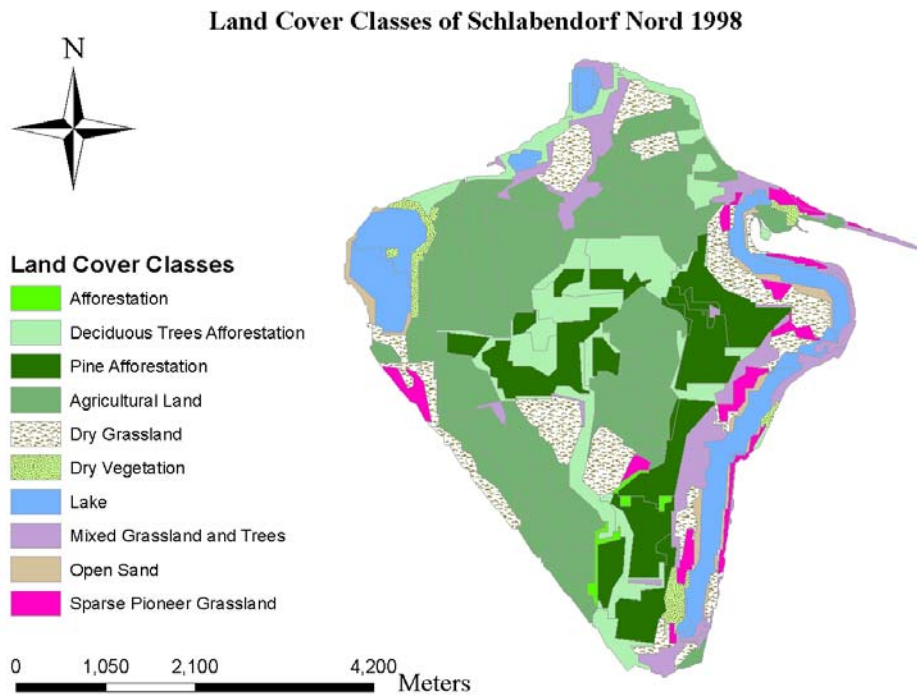 Land Cover Classes of Schlabendorf Nord 1998
N
Land Cover Classes
Afforestation
Deciduous Trees Afforestation
Pine Afforestation
Agricultural Land
Dry Grassland
Dry Vegetation
Lake
Mixed Grassland and Trees
Open Sand
Sparse Pioneer Grassland
0 1,050 2,100 4,200
Meters